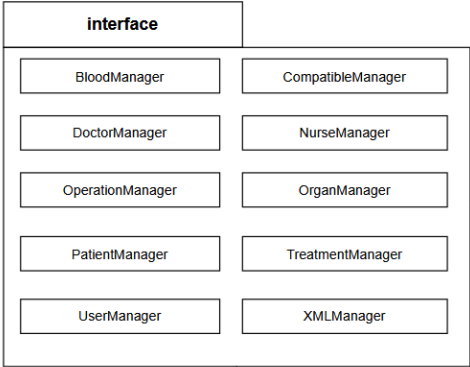 interface
BloodManager
CompatibleManager
DoctorManager
NurseManager
OperationManager
OrganManager
PatientManager
TreatmentManager
UserManager
XMLManager